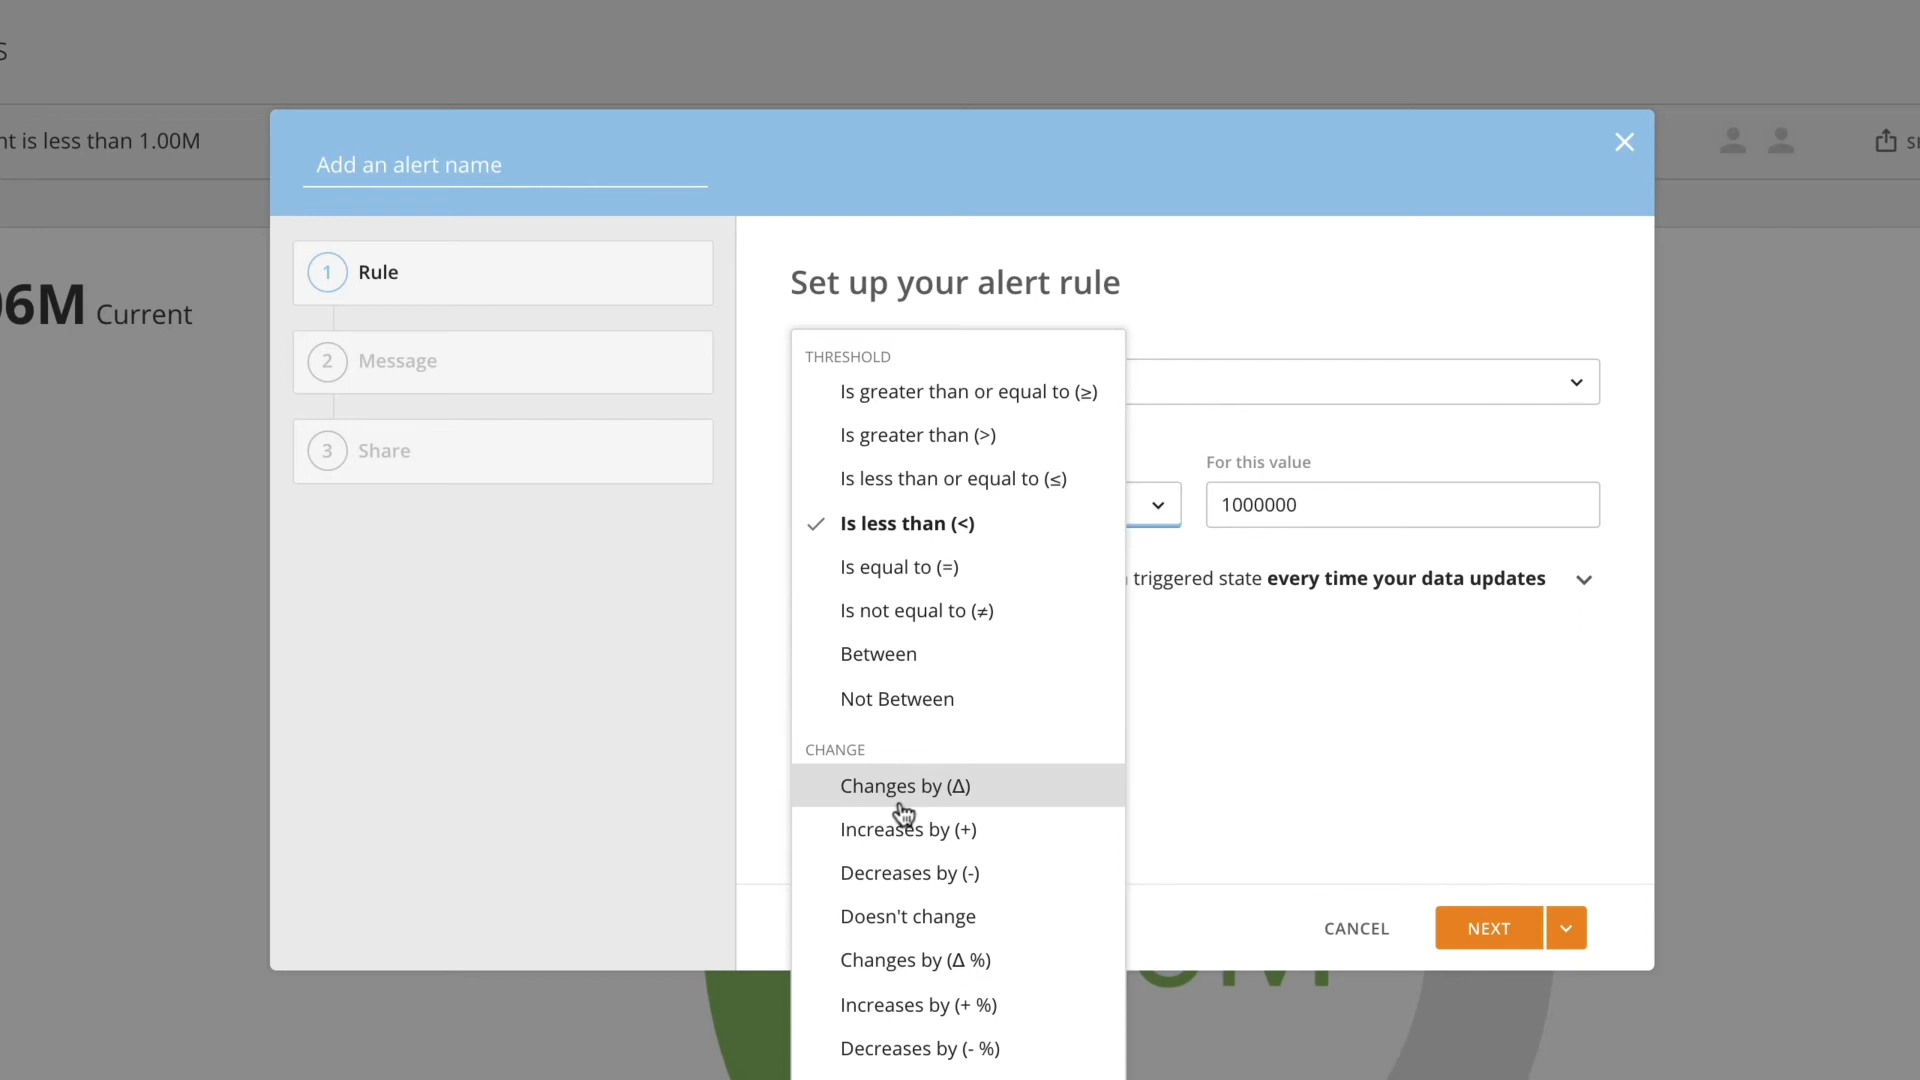 S
nt is less than 1.00M
Add an alert name
1 Rule
06M Current
2 Message
3 Share
Set up your alert rule
THRESHOLD
Is greater than or equal to (≥)
Is greater than (>)
Is less than or equal to (≤)
Is less than (<)
Is equal to (=)
Is not equal to (≠)
Between
Not Between
CHANGE
Changes by (Δ)
Increases by (+)
Decreases by (-)
Doesn't change
Changes by (Δ %)
Increases by (+ %)
Decreases by (- %)
For this value
1000000
triggered state every time your data updates
CANCEL
NEXT